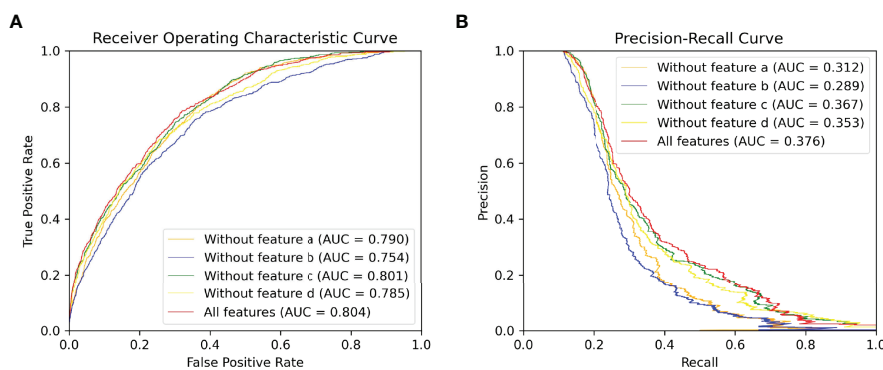 A
Receiver Operating Characteristic Curve
True Positive Rate
1.0
0.8
0.6
0.4
0.2
0.0
Without feature a (AUC = 0.790)
Without feature b (AUC = 0.754)
Without feature c (AUC = 0.801)
Without feature d (AUC = 0.785)
All features (AUC = 0.804)
0.0 0.2 0.4 0.6 0.8 1.0
False Positive Rate
B
Precision-Recall Curve
Precision
1.0
0.8
0.6
0.4
0.2
0.0
Without feature a (AUC = 0.312)
Without feature b (AUC = 0.289)
Without feature c (AUC = 0.367)
Without feature d (AUC = 0.353)
All features (AUC = 0.376)
0.0 0.2 0.4 0.6 0.8 1.0
Recall